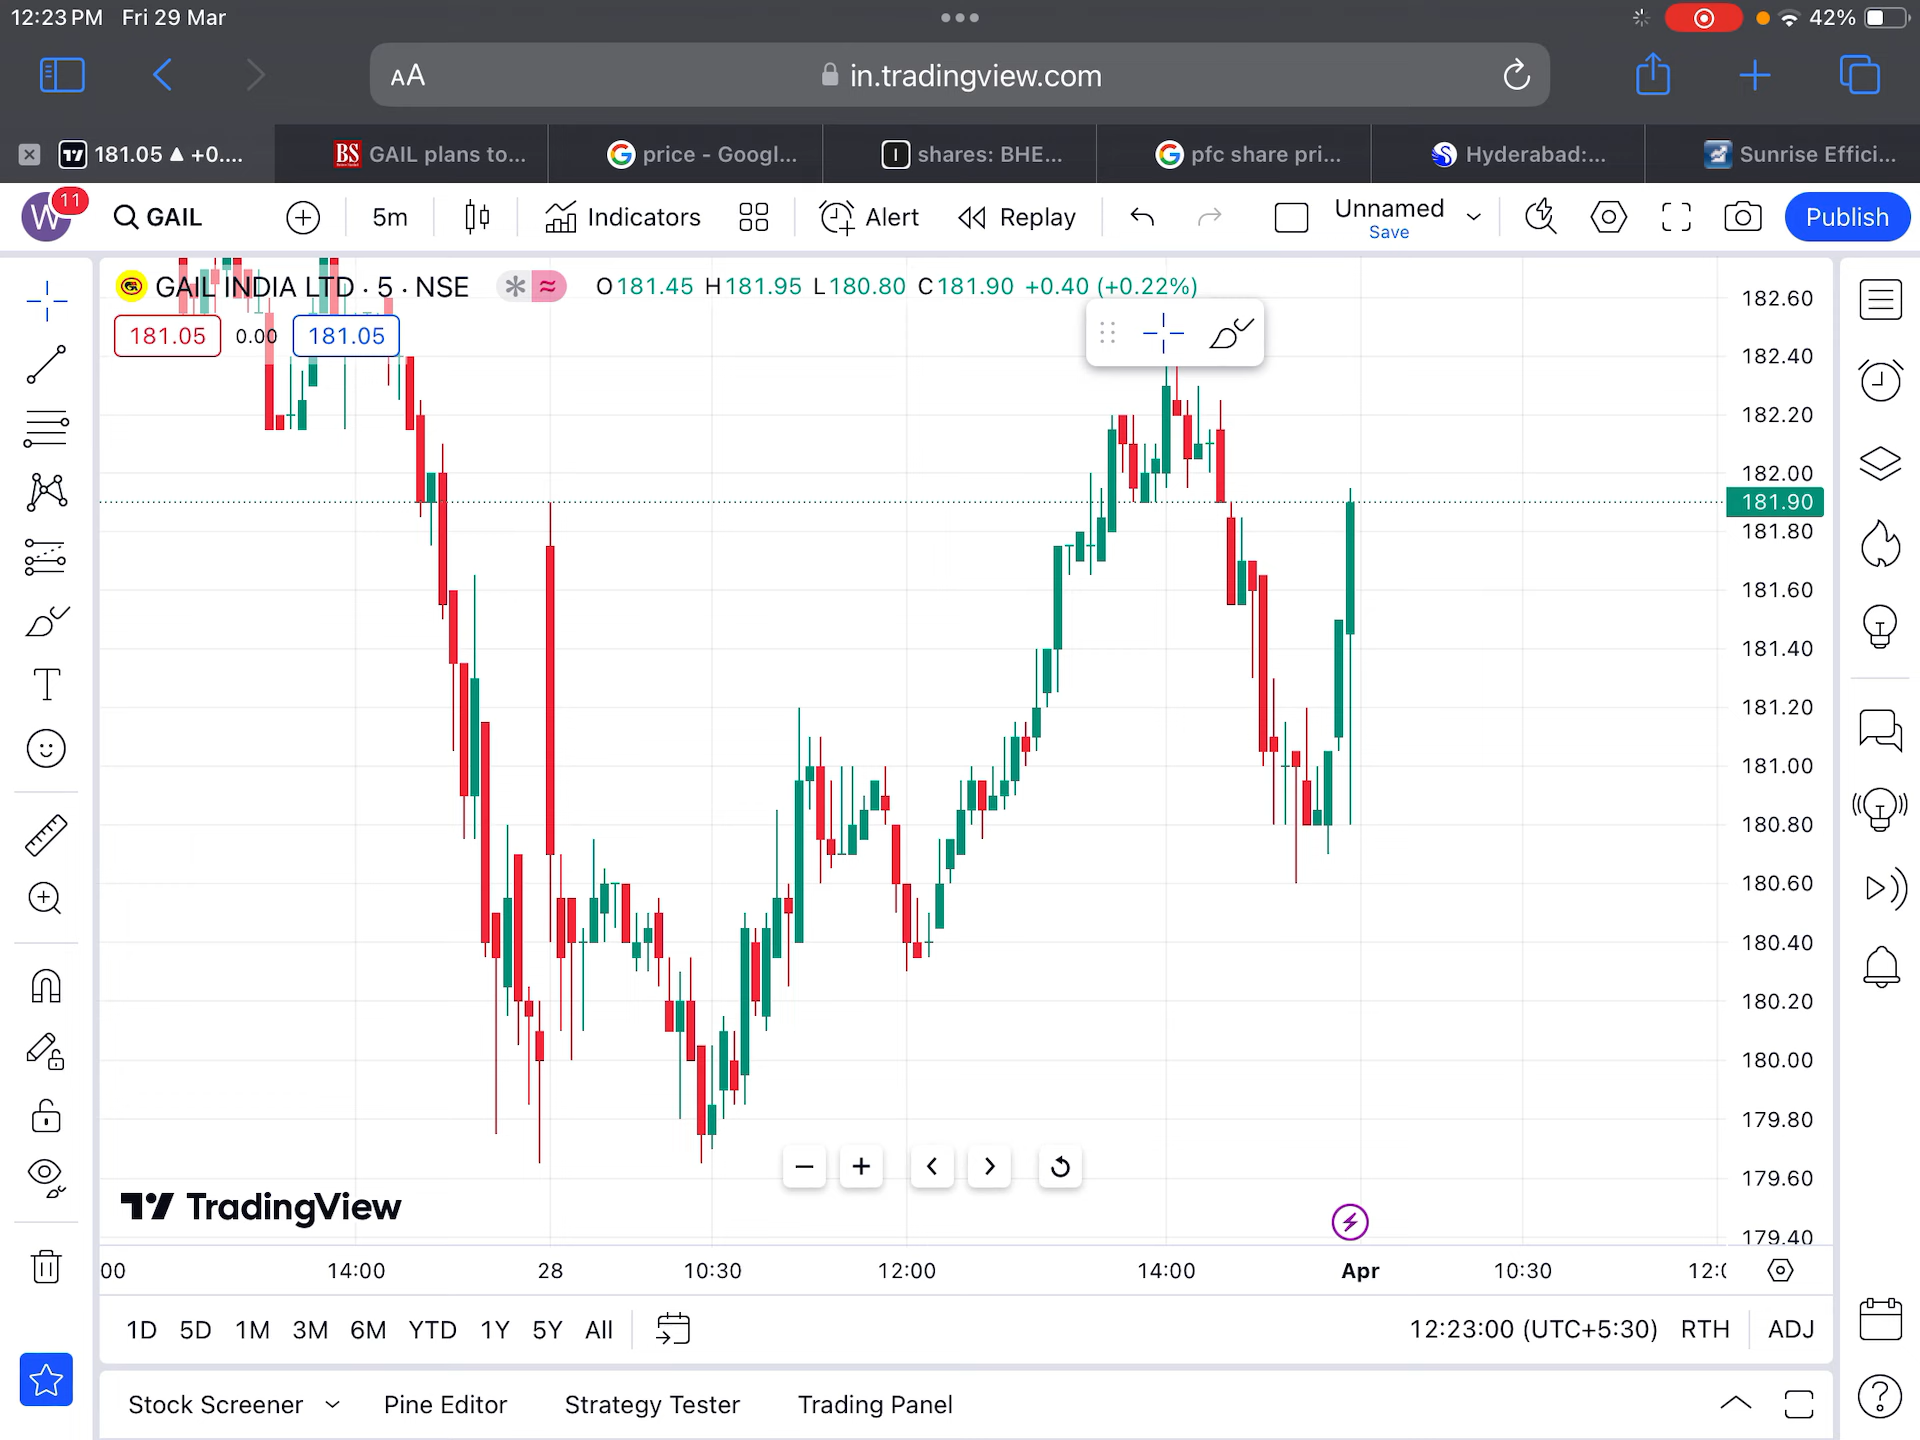 12:23 PM Fri 29 Mar
42%
AA in.tradingview.com
181.05 ▲ +0....
BS GAIL plans to...
price - Googl...
shares: BHE...
pfc share pri...
Hyderabad:...
Sunrise Effici...
W 11 GAIL 5m Indicators Alert Replay Unnamed Publish
Save
GAIL INDIA LTD · 5 · NSE O181.45 H181.95 L180.80 C181.90 +0.40 (+0.22%)
181.05 0.00 181.05
182.60
182.40
182.20
182.00
181.90
181.80
181.60
181.40
181.20
181.00
180.80
180.60
180.40
180.20
180.00
179.80
179.60
179.40
TradingView
00 14:00 28 10:30 12:00 14:00 Apr 10:30 12:0
1D 5D 1M 3M 6M YTD 1Y 5Y All 12:23:00 (UTC+5:30) RTH ADJ
Stock Screener Pine Editor Strategy Tester Trading Panel